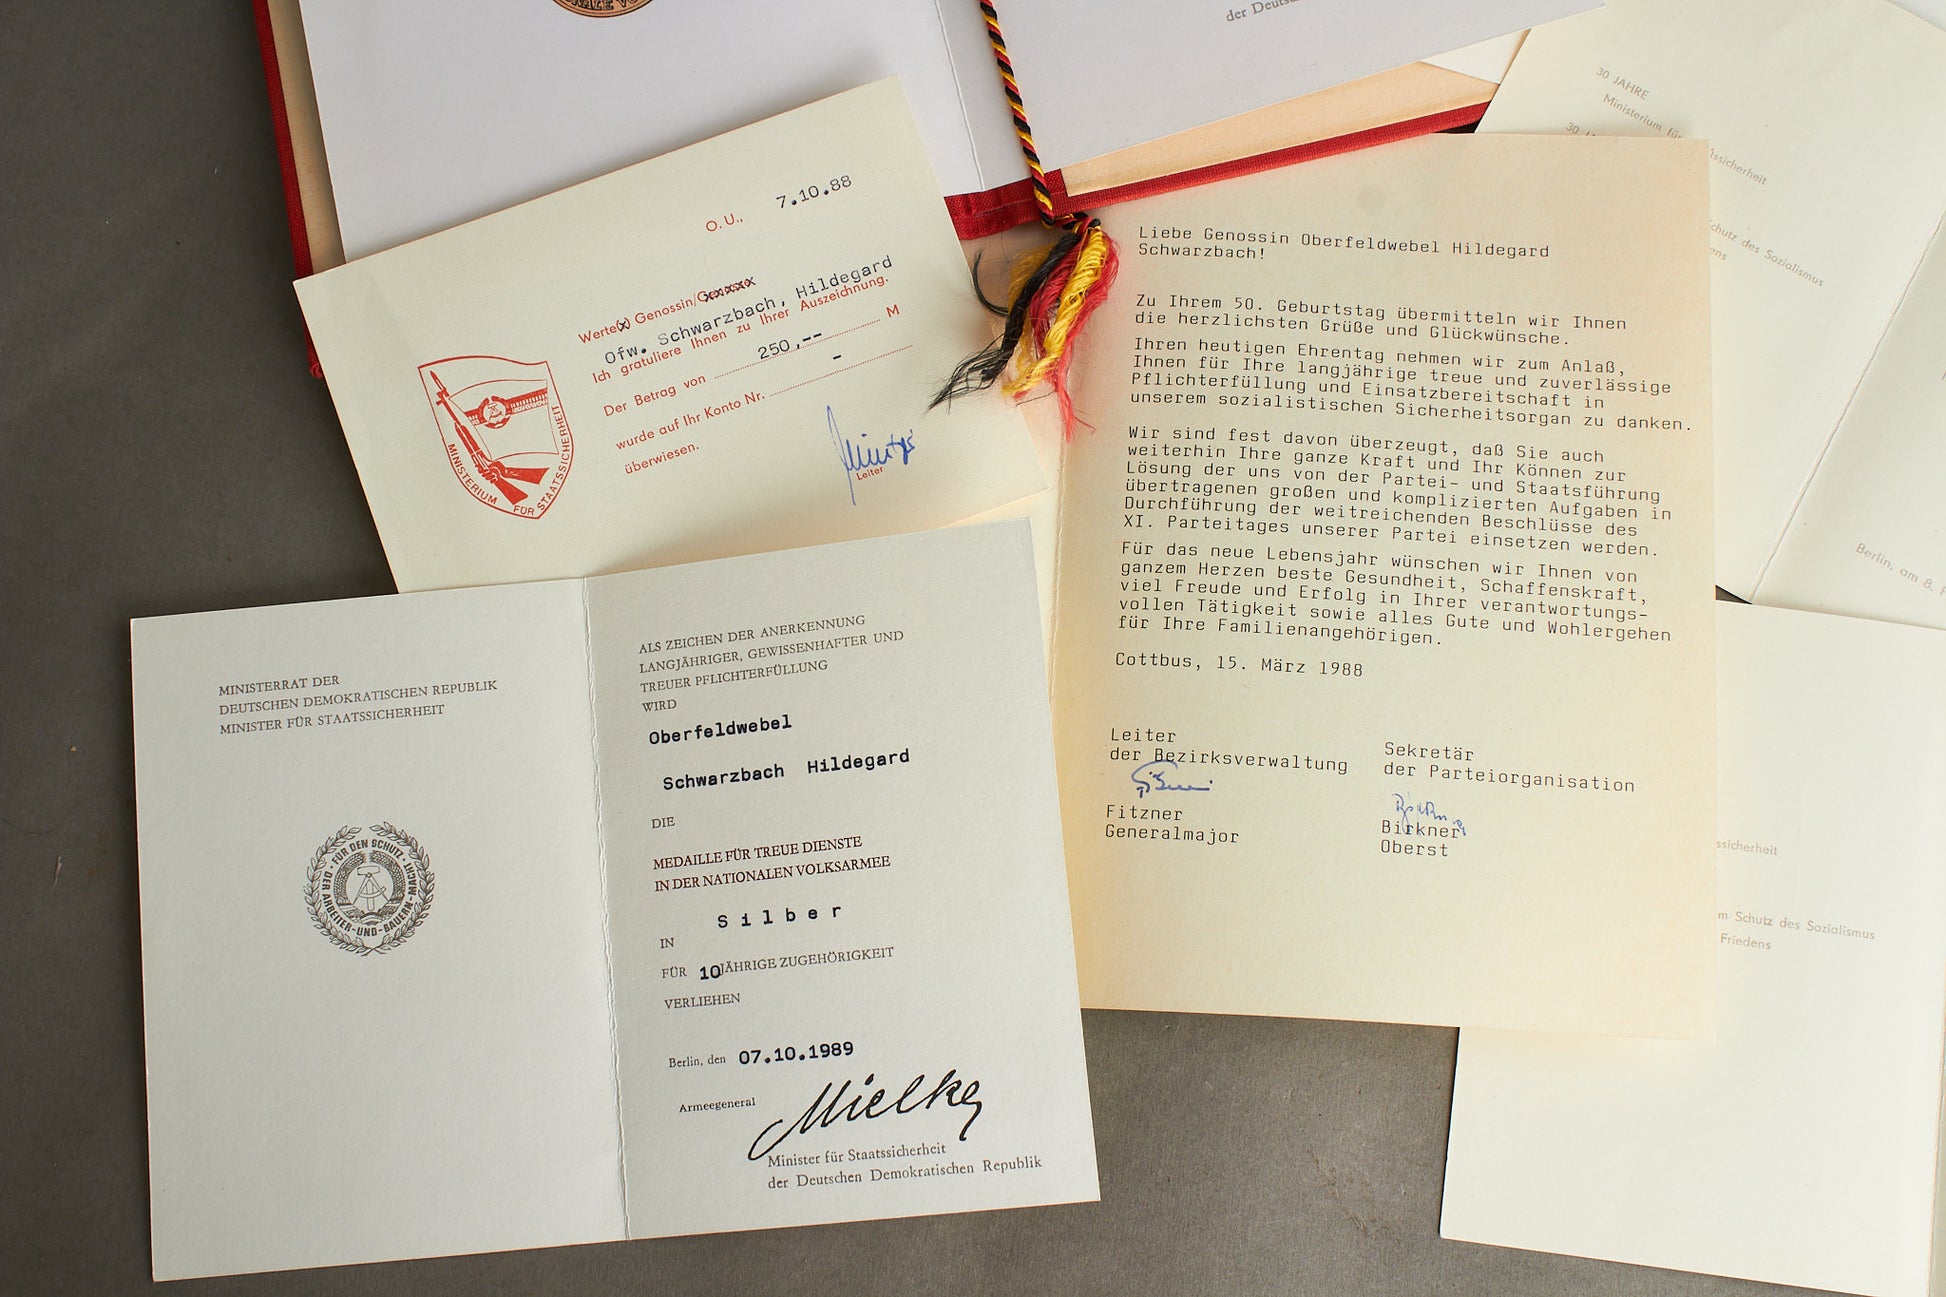 der Deuts
O.U., 7.10.88
Werte(x) Genossin/Genosse
Ofw. Schwarzbach, Hildegard
Ich gratuliere Ihnen zu Ihrer Auszeichnung.
Der Betrag von 250,-- M
wurde auf Ihr Konto Nr. -
überwiesen.
Leiter
MINISTERIUM FÜR STAATSSICHERHEIT
Liebe Genossin Oberfeldwebel Hildegard
Schwarzbach!
Zu Ihrem 50. Geburtstag übermitteln wir Ihnen
die herzlichsten Grüße und Glückwünsche.
Ihren heutigen Ehrentag nehmen wir zum Anlaß,
Ihnen für Ihre langjährige treue und zuverlässige
Pflichterfüllung und Einsatzbereitschaft in
unserem sozialistischen Sicherheitsorgan zu danken.
Wir sind fest davon überzeugt, daß Sie auch
weiterhin Ihre ganze Kraft und Ihr Können zur
Lösung der uns von der Partei- und Staatsführung
übertragenen großen und komplizierten Aufgaben in
Durchführung der weitreichenden Beschlüsse des
XI. Parteitages unserer Partei einsetzen werden.
Für das neue Lebensjahr wünschen wir Ihnen von
ganzem Herzen beste Gesundheit, Schaffenskraft,
viel Freude und Erfolg in Ihrer verantwortungs-
vollen Tätigkeit sowie alles Gute und Wohlergehen
für Ihre Familienangehörigen.
Cottbus, 15. März 1988
Leiter
der Bezirksverwaltung
Fitzner
Generalmajor
Sekretär
der Parteiorganisation
Birkner
Oberst
MINISTERRAT DER
DEUTSCHEN DEMOKRATISCHEN REPUBLIK
MINISTER FÜR STAATSSICHERHEIT
FÜR DEN SCHUTZ DER ARBEITER-UND-BAUERN-MACHT
ALS ZEICHEN DER ANERKENNUNG
LANGJÄHRIGER, GEWISSENHAFTER UND
TREUER PFLICHTERFÜLLUNG
WIRD
Oberfeldwebel
Schwarzbach Hildegard
DIE
MEDAILLE FÜR TREUE DIENSTE
IN DER NATIONALEN VOLKSARMEE
IN Silber
FÜR 10JÄHRIGE ZUGEHÖRIGKEIT
VERLIEHEN
Berlin, den 07.10.1989
Armeegeneral Mielke
Minister für Staatssicherheit
der Deutschen Demokratischen Republik
30 JAHRE
Ministerium für
30 JA
ssicherheit
chutz des Sozialismus
ens
Berlin, am 8. F
ssicherheit
m Schutz des Sozialismus
Friedens